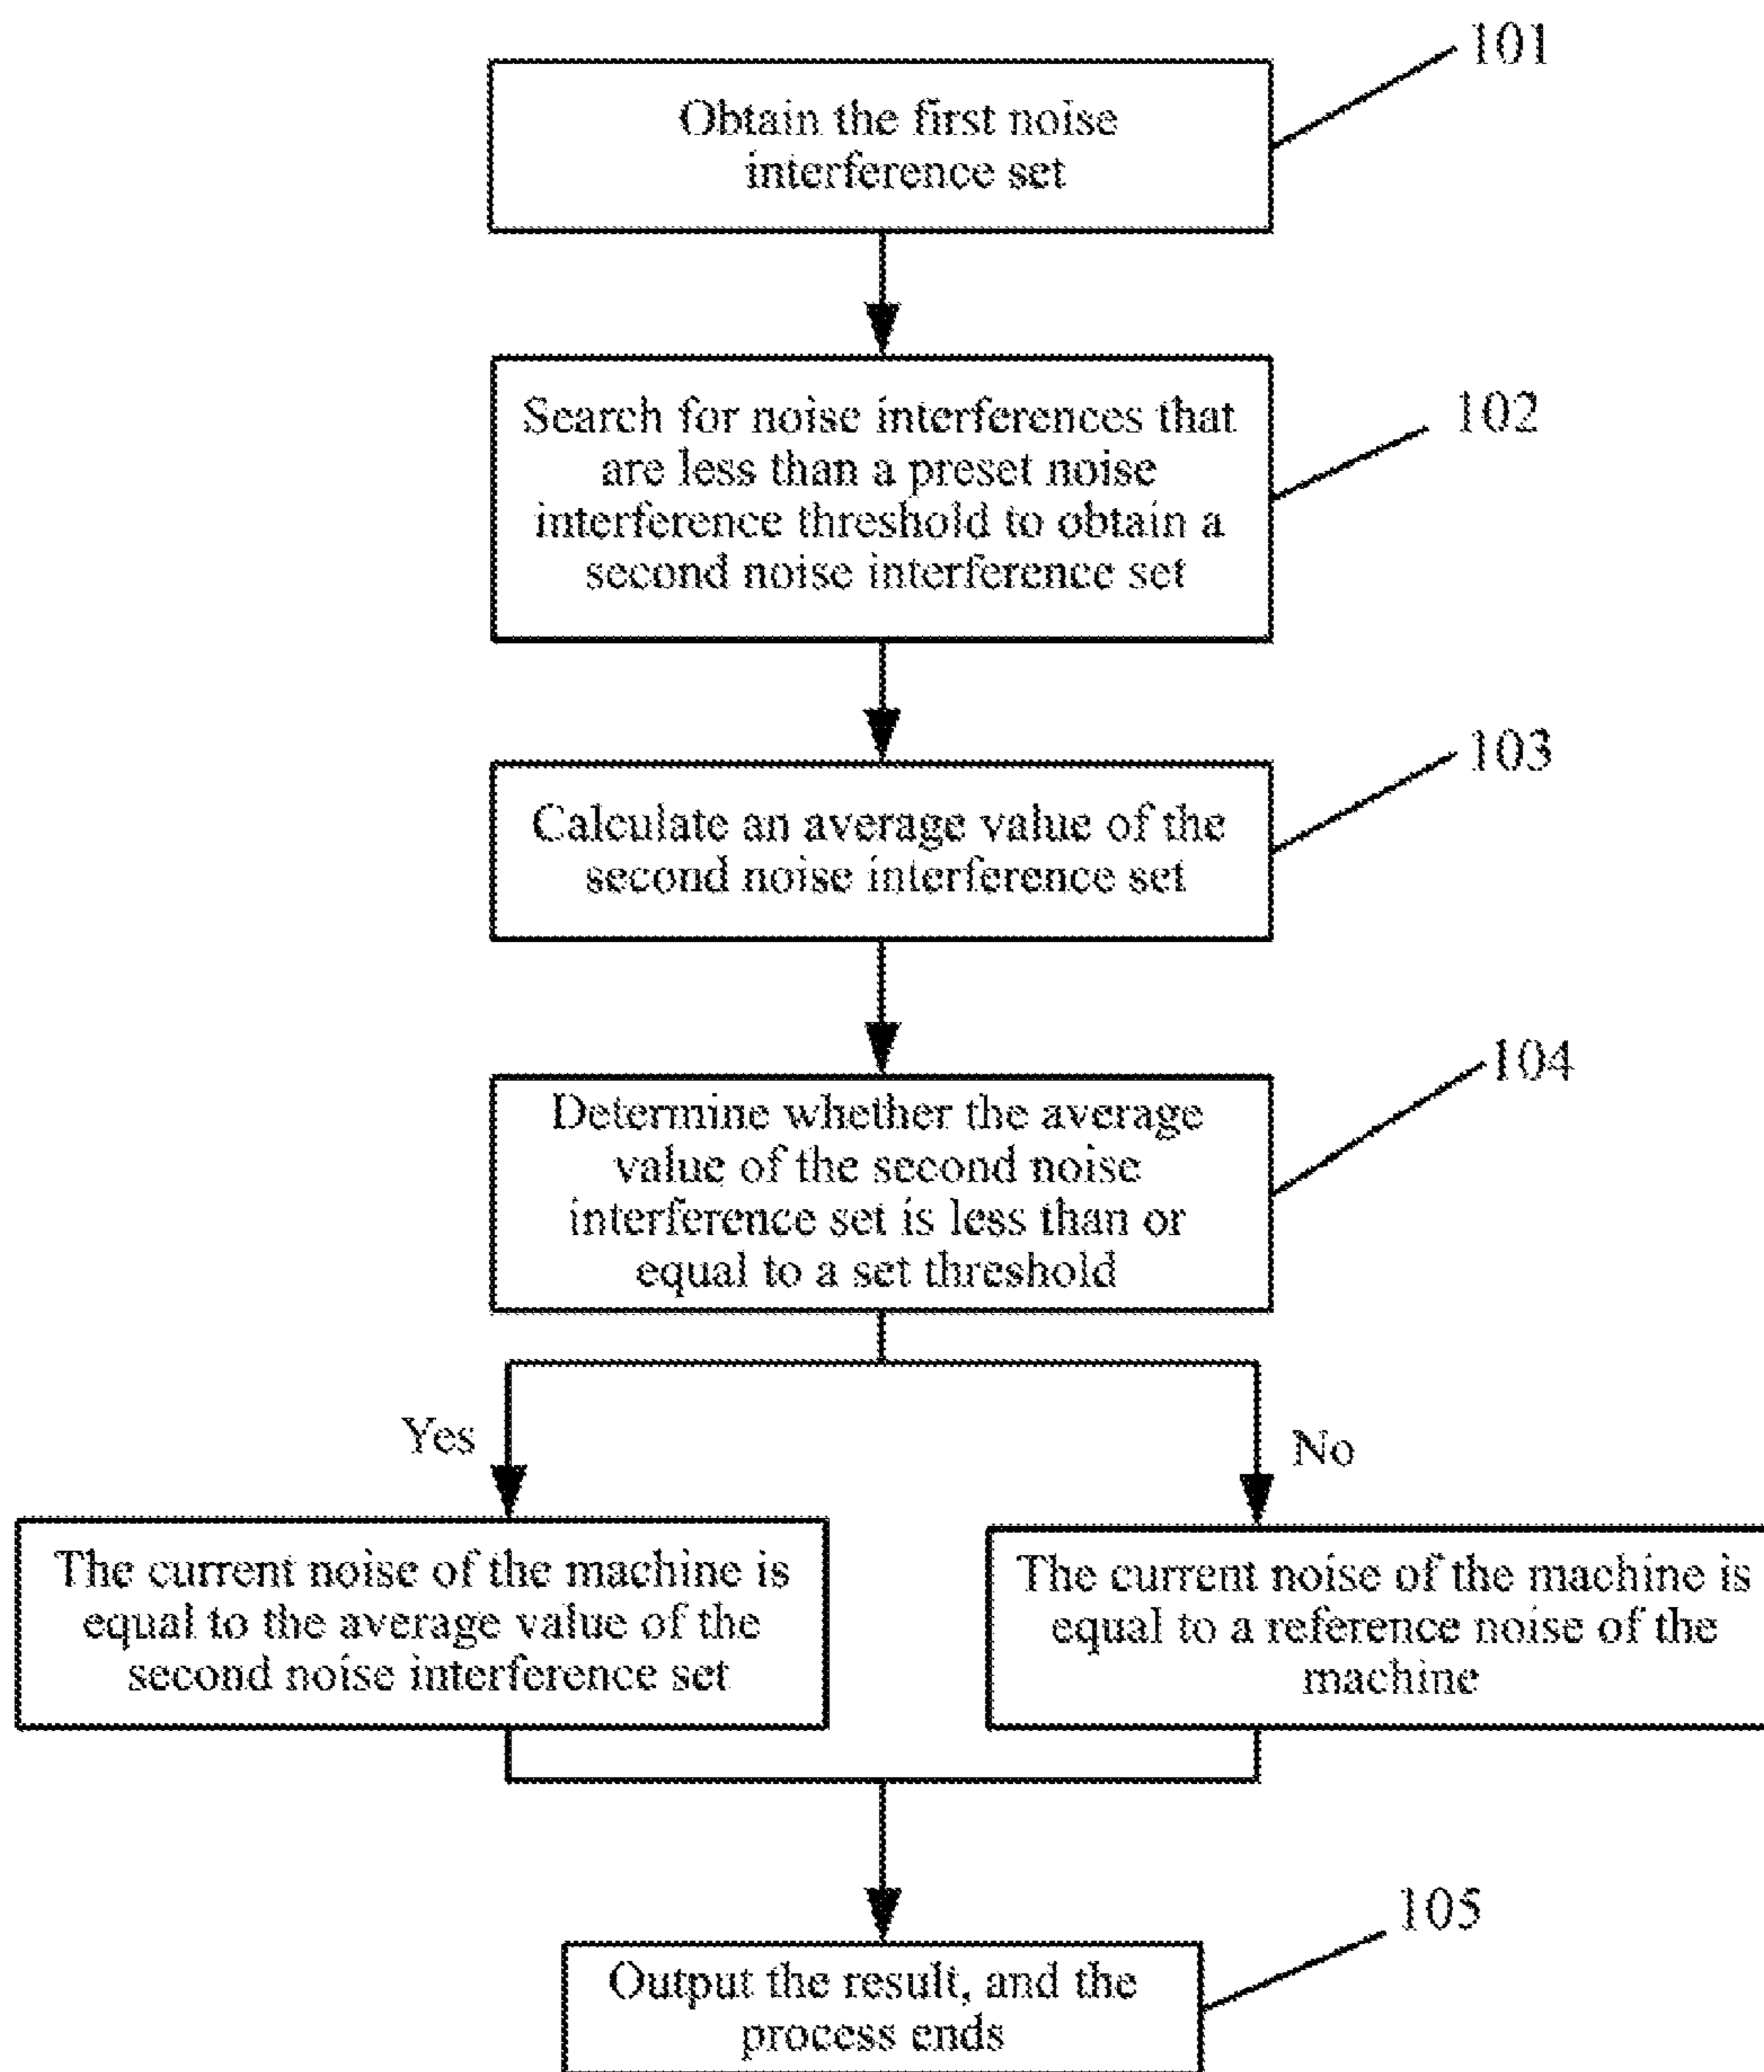 101
Obtain the first noise
interference set
102
Search for noise interferences that
are less than a preset noise
interference threshold to obtain a
second noise interference set
103
Calculate an average value of the
second noise interference set
104
Determine whether the average
value of the second noise
interference set is less than or
equal to a set threshold
Yes
No
The current noise of the machine is
equal to the average value of the
second noise interference set
The current noise of the machine is
equal to a reference noise of the
machine
105
Output the result, and the
process ends